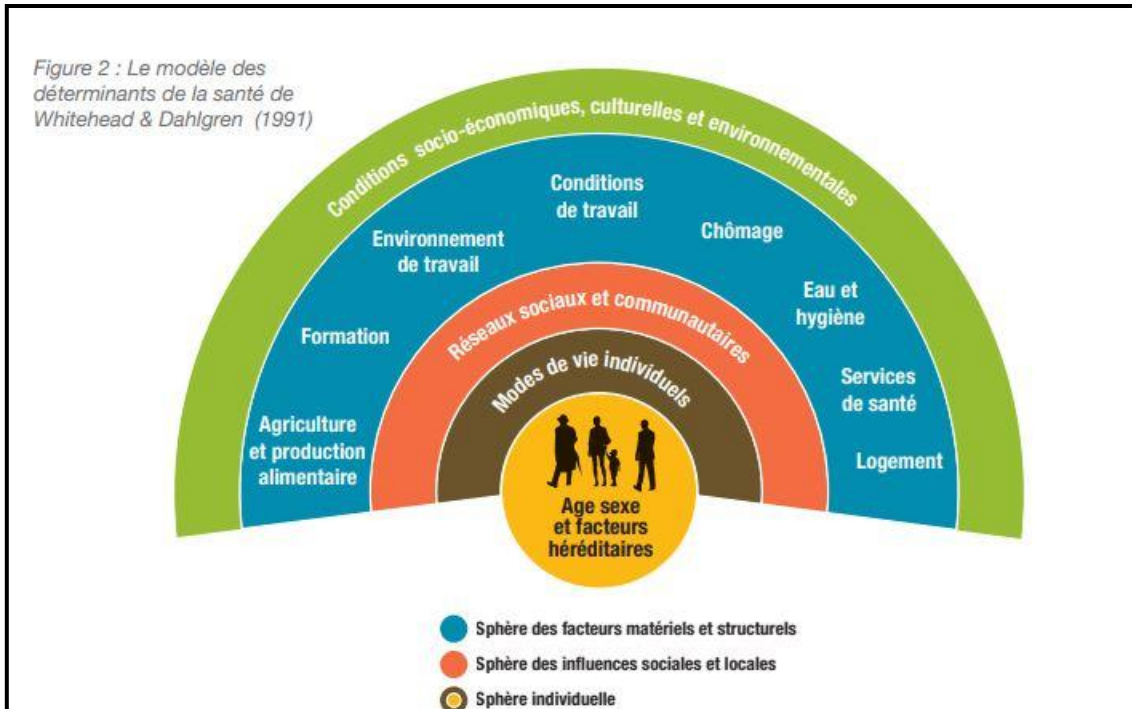 Figure 2 : Le modèle des
déterminants de la santé de
Whitehead & Dahlgren (1991)
Conditions socio-économiques, culturelles et environnementales
Conditions
de travail
Environnement
de travail
Chômage
Formation
Eau et
hygiène
Agriculture
et production
alimentaire
Services
de santé
Logement
Réseaux sociaux et communautaires
Modes de vie individuels
Age sexe
et facteurs
héréditaires
Sphère des facteurs matériels et structurels
Sphère des influences sociales et locales
Sphère individuelle